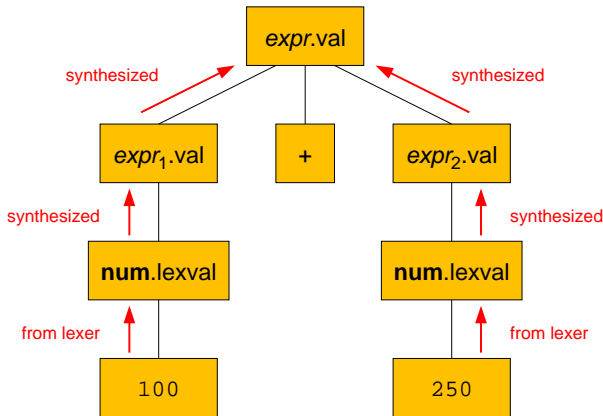 expr.val
synthesized
synthesized
expr₁.val
+
expr₂.val
synthesized
synthesized
num.lexval
num.lexval
from lexer
from lexer
100
250